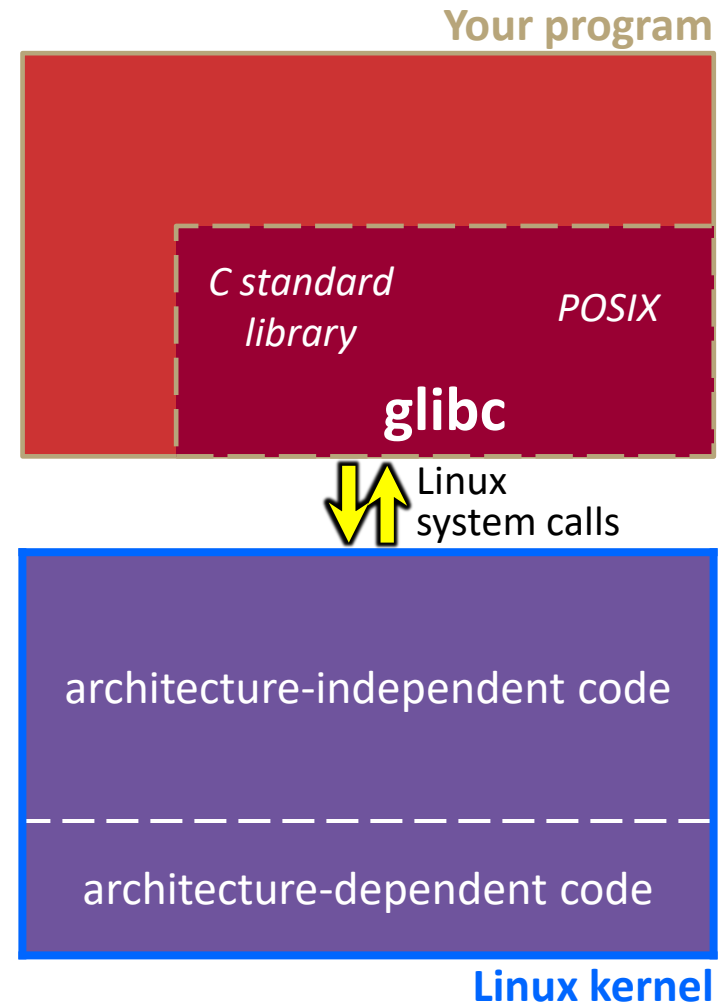 Your program
C standard
library
POSIX
glibc
Linux
system calls
architecture-independent code
architecture-dependent code
Linux kernel